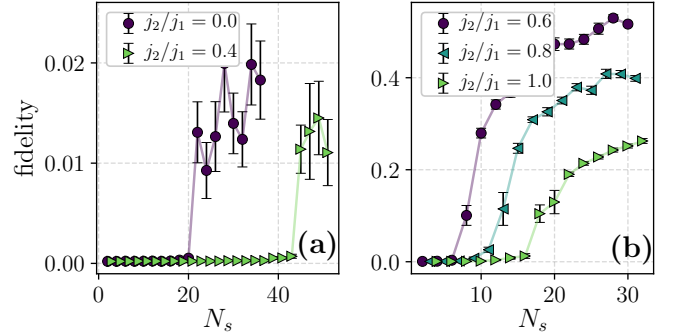 fidelity
0.02
0.01
0.00
j₂/j₁ = 0.0
j₂/j₁ = 0.4
(a)
0 20 40
N_s
0.4
0.2
0.0
j₂/j₁ = 0.6
j₂/j₁ = 0.8
j₂/j₁ = 1.0
(b)
10 20 30
N_s